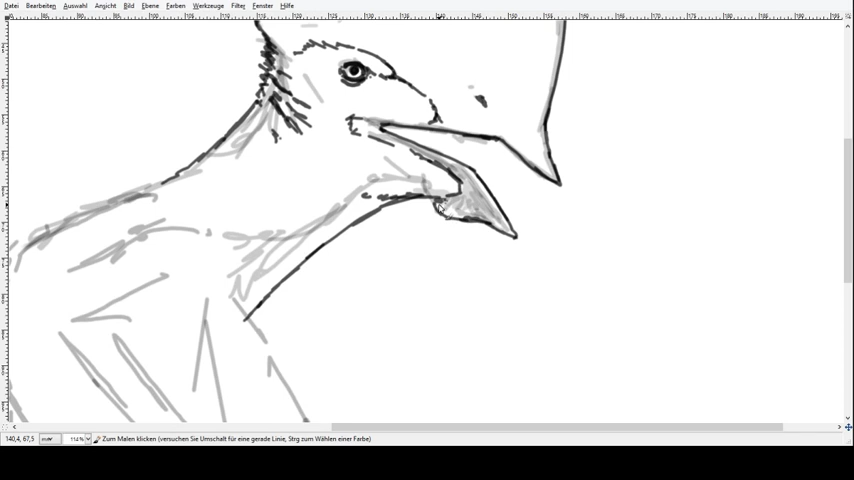 Datei Bearbeiten Auswahl Ansicht Bild Ebene Farben Werkzeuge Filter Fenster Hilfe
140,4, 67,5 mm 114% Zum Malen klicken (versuchen Sie Umschalt für eine gerade Linie, Strg zum Wählen einer Farbe)